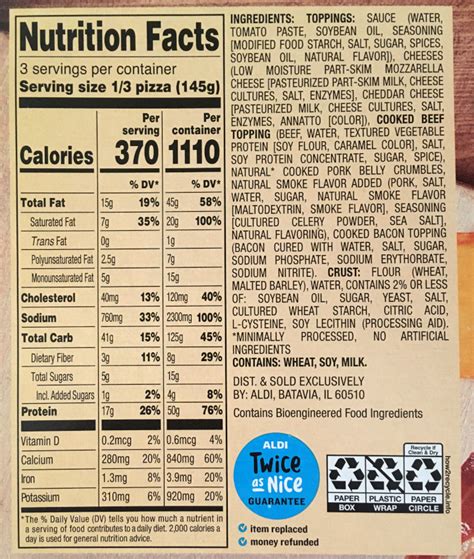 Nutrition Facts
3 servings per container
Serving size 1/3 pizza (145g)
Per serving Per container
Calories 370 1110
% DV* % DV*
Total Fat 15g 19% 45g 58%
Saturated Fat 7g 35% 20g 100%
Trans Fat 0g 1g
Polyunsaturated Fat 2.5g 7g
Monounsaturated Fat 5g 15g
Cholesterol 40mg 13% 120mg 40%
Sodium 760mg 33% 2300mg 100%
Total Carb 41g 15% 125g 45%
Dietary Fiber 3g 11% 8g 29%
Total Sugars 5g 15g
Incl. Added Sugars 1g 2% 4g 8%
Protein 17g 26% 50g 76%
Vitamin D 0.2mcg 2% 0.6mcg 4%
Calcium 280mg 20% 840mg 60%
Iron 1.3mg 8% 3.9mg 20%
Potassium 310mg 6% 920mg 20%
*The % Daily Value (DV) tells you how much a nutrient in
a serving of food contributes to a daily diet. 2,000 calories a
day is used for general nutrition advice.
INGREDIENTS: TOPPINGS: SAUCE (WATER,
TOMATO PASTE, SOYBEAN OIL, SEASONING
[MODIFIED FOOD STARCH, SALT, SUGAR, SPICES,
SOYBEAN OIL, NATURAL FLAVOR]), CHEESES
(LOW MOISTURE PART-SKIM MOZZARELLA
CHEESE [PASTEURIZED PART-SKIM MILK, CHEESE
CULTURES, SALT, ENZYMES], CHEDDAR CHEESE
[PASTEURIZED MILK, CHEESE CULTURES, SALT,
ENZYMES, ANNATTO [COLOR]), COOKED BEEF
TOPPING (BEEF, WATER, TEXTURED VEGETABLE
PROTEIN [SOY FLOUR, CARAMEL COLOR], SALT,
SOY PROTEIN CONCENTRATE, SUGAR, SPICE),
NATURAL* COOKED PORK BELLY CRUMBLES,
NATURAL SMOKE FLAVOR ADDED (PORK, SALT,
WATER, SUGAR, NATURAL SMOKE FLAVOR
[MALTODEXTRIN, SMOKE FLAVOR], SEASONING
[CULTURED CELERY POWDER, SEA SALT],
NATURAL FLAVORING), COOKED BACON TOPPING
(BACON CURED WITH WATER, SALT, SUGAR,
SODIUM PHOSPHATE, SODIUM ERYTHORBATE,
SODIUM NITRITE). CRUST: FLOUR (WHEAT,
MALTED BARLEY), WATER, CONTAINS 2% OR LESS
OF: SOYBEAN OIL, SUGAR, YEAST, SALT,
CULTURED WHEAT STARCH, CITRIC ACID,
L-CYSTEINE, SOY LECITHIN (PROCESSING AID).
*MINIMALLY PROCESSED, NO ARTIFICIAL
INGREDIENTS
CONTAINS: WHEAT, SOY, MILK.
DIST. & SOLD EXCLUSIVELY
BY: ALDI, BATAVIA, IL 60510
Contains Bioengineered Food Ingredients
ALDI
Twice
as Nice
GUARANTEE
item replaced
money refunded
Recycle if
Clean & Dry
PAPER BOX
PLASTIC WRAP
PAPER CIRCLE
how2recycle.info